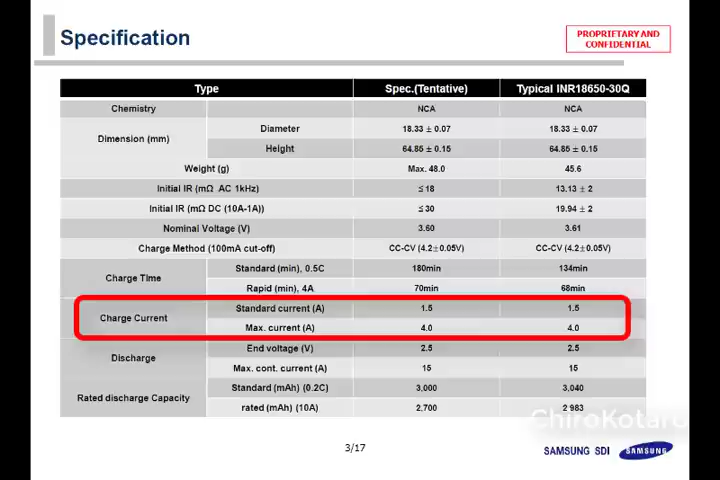 Specification
PROPRIETARY AND
CONFIDENTIAL
Type Spec.(Tentative) Typical INR18650-30Q
Chemistry NCA NCA
Dimension (mm) Diameter 18.33 ± 0.07 18.33 ± 0.07
Height 64.85 ± 0.15 64.85 ± 0.15
Weight (g) Max. 48.0 45.6
Initial IR (mΩ AC 1kHz) ≤ 18 13.13 ± 2
Initial IR (mΩ DC (10A-1A)) ≤ 30 19.94 ± 2
Nominal Voltage (V) 3.60 3.61
Charge Method (100mA cut-off) CC-CV (4.2±0.05V) CC-CV (4.2±0.05V)
Charge Time Standard (min), 0.5C 180min 134min
Rapid (min), 4A 70min 68min
Charge Current Standard current (A) 1.5 1.5
Max. current (A) 4.0 4.0
Discharge End voltage (V) 2.5 2.5
Max. cont. current (A) 15 15
Rated discharge Capacity Standard (mAh) (0.2C) 3,000 3,040
rated (mAh) (10A) 2,700 2 983
ChiroKotaro
3/17
SAMSUNG SDI SAMSUNG